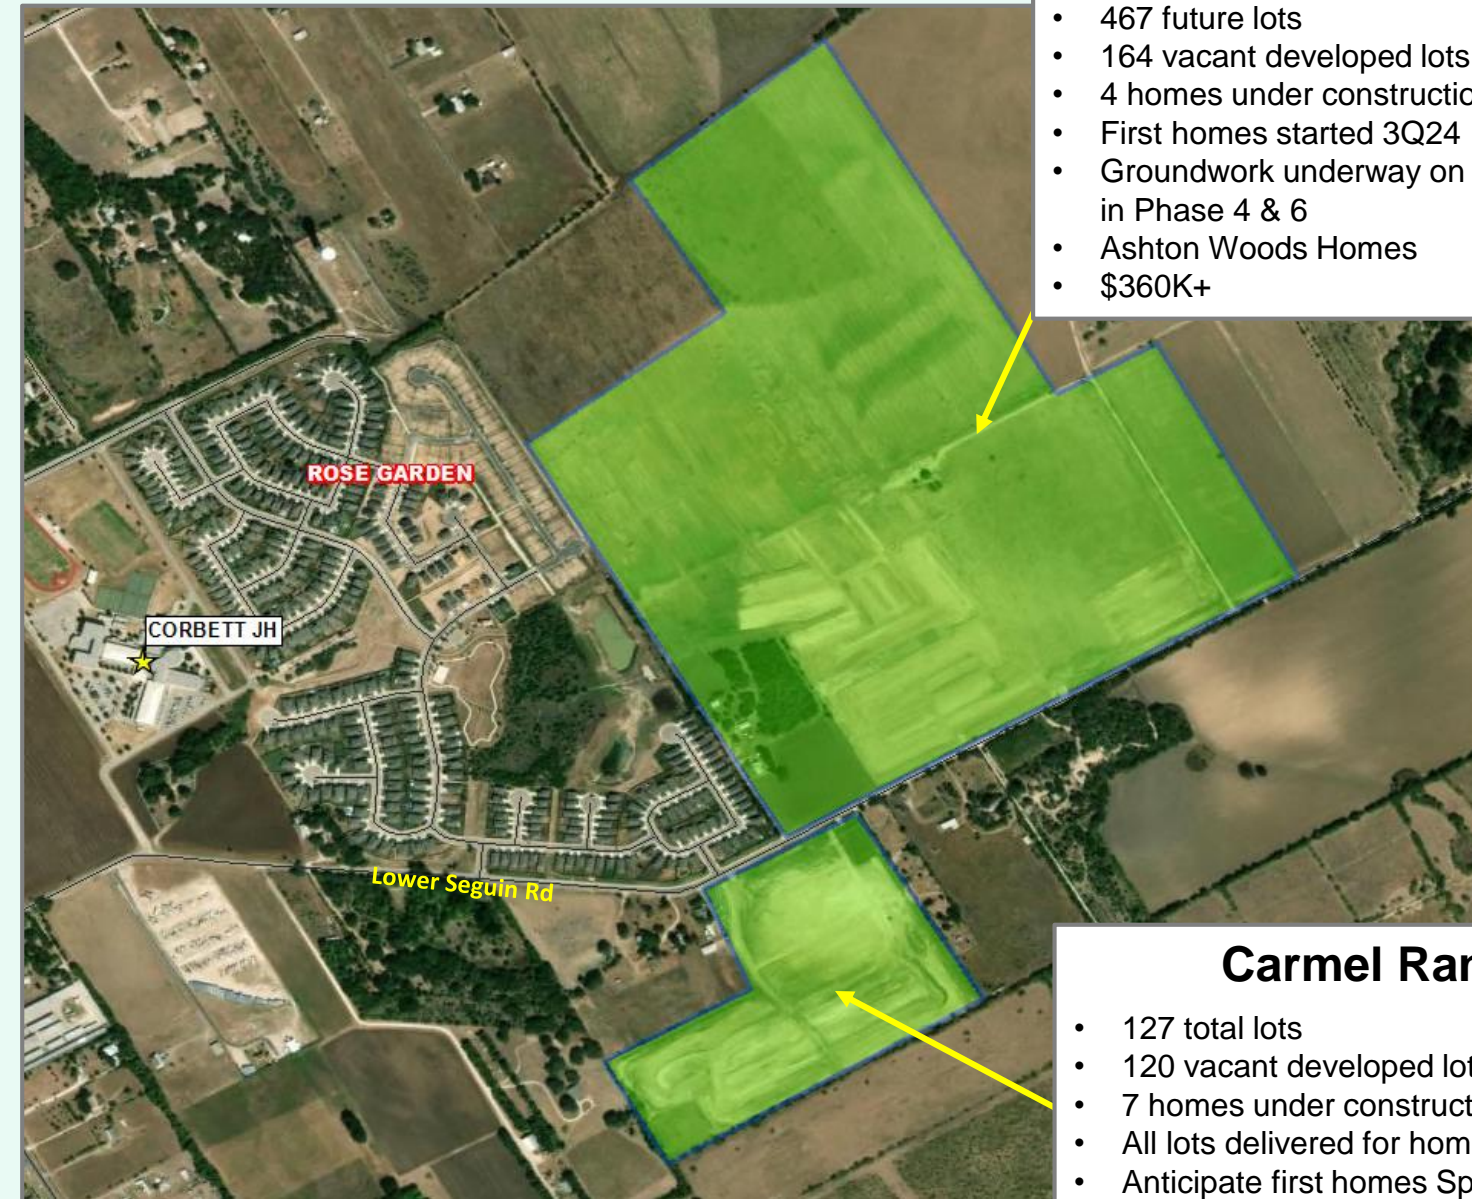 • 467 future lots
• 164 vacant developed lots
• 4 homes under constructio
• First homes started 3Q24
• Groundwork underway on
in Phase 4 & 6
• Ashton Woods Homes
• $360K+
ROSE GARDEN
CORBETT JH
Lower Seguin Rd
Carmel Ran
• 127 total lots
• 120 vacant developed lot
• 7 homes under construct
• All lots delivered for hom
• Anticipate first homes Sp